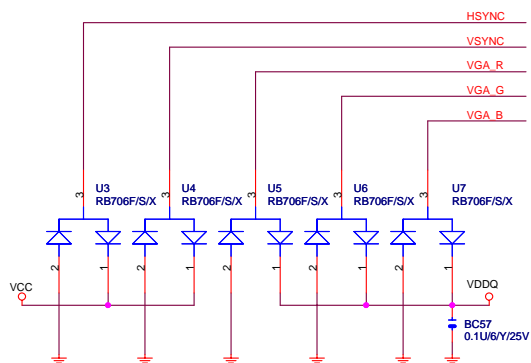 HSYNC
VSYNC
VGA_R
VGA_G
VGA_B
3 3 3 3 3
U3 U4 U5 U6 U7
RB706F/S/X RB706F/S/X RB706F/S/X RB706F/S/X RB706F/S/X
2 1 2 1 2 1 2 1 2 1
VCC VDDQ
BC57
0.1U/6/Y/25V